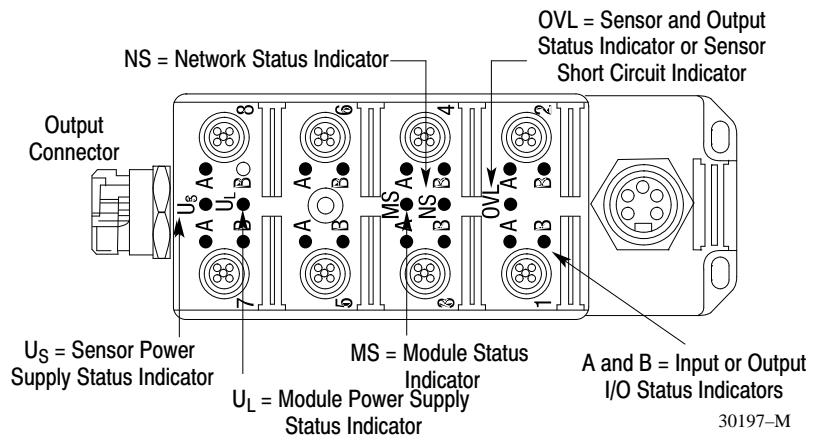 OVL = Sensor and Output
Status Indicator or Sensor
Short Circuit Indicator
NS = Network Status Indicator
Output
Connector
8
6
4
2
A
B
A
B
A
B
A
B
US
UL
MS
NS
OVL
A
B
A
B
A
B
A
B
7
5
3
1
US = Sensor Power
Supply Status Indicator
UL = Module Power Supply
Status Indicator
MS = Module Status
Indicator
A and B = Input or Output
I/O Status Indicators
30197–M